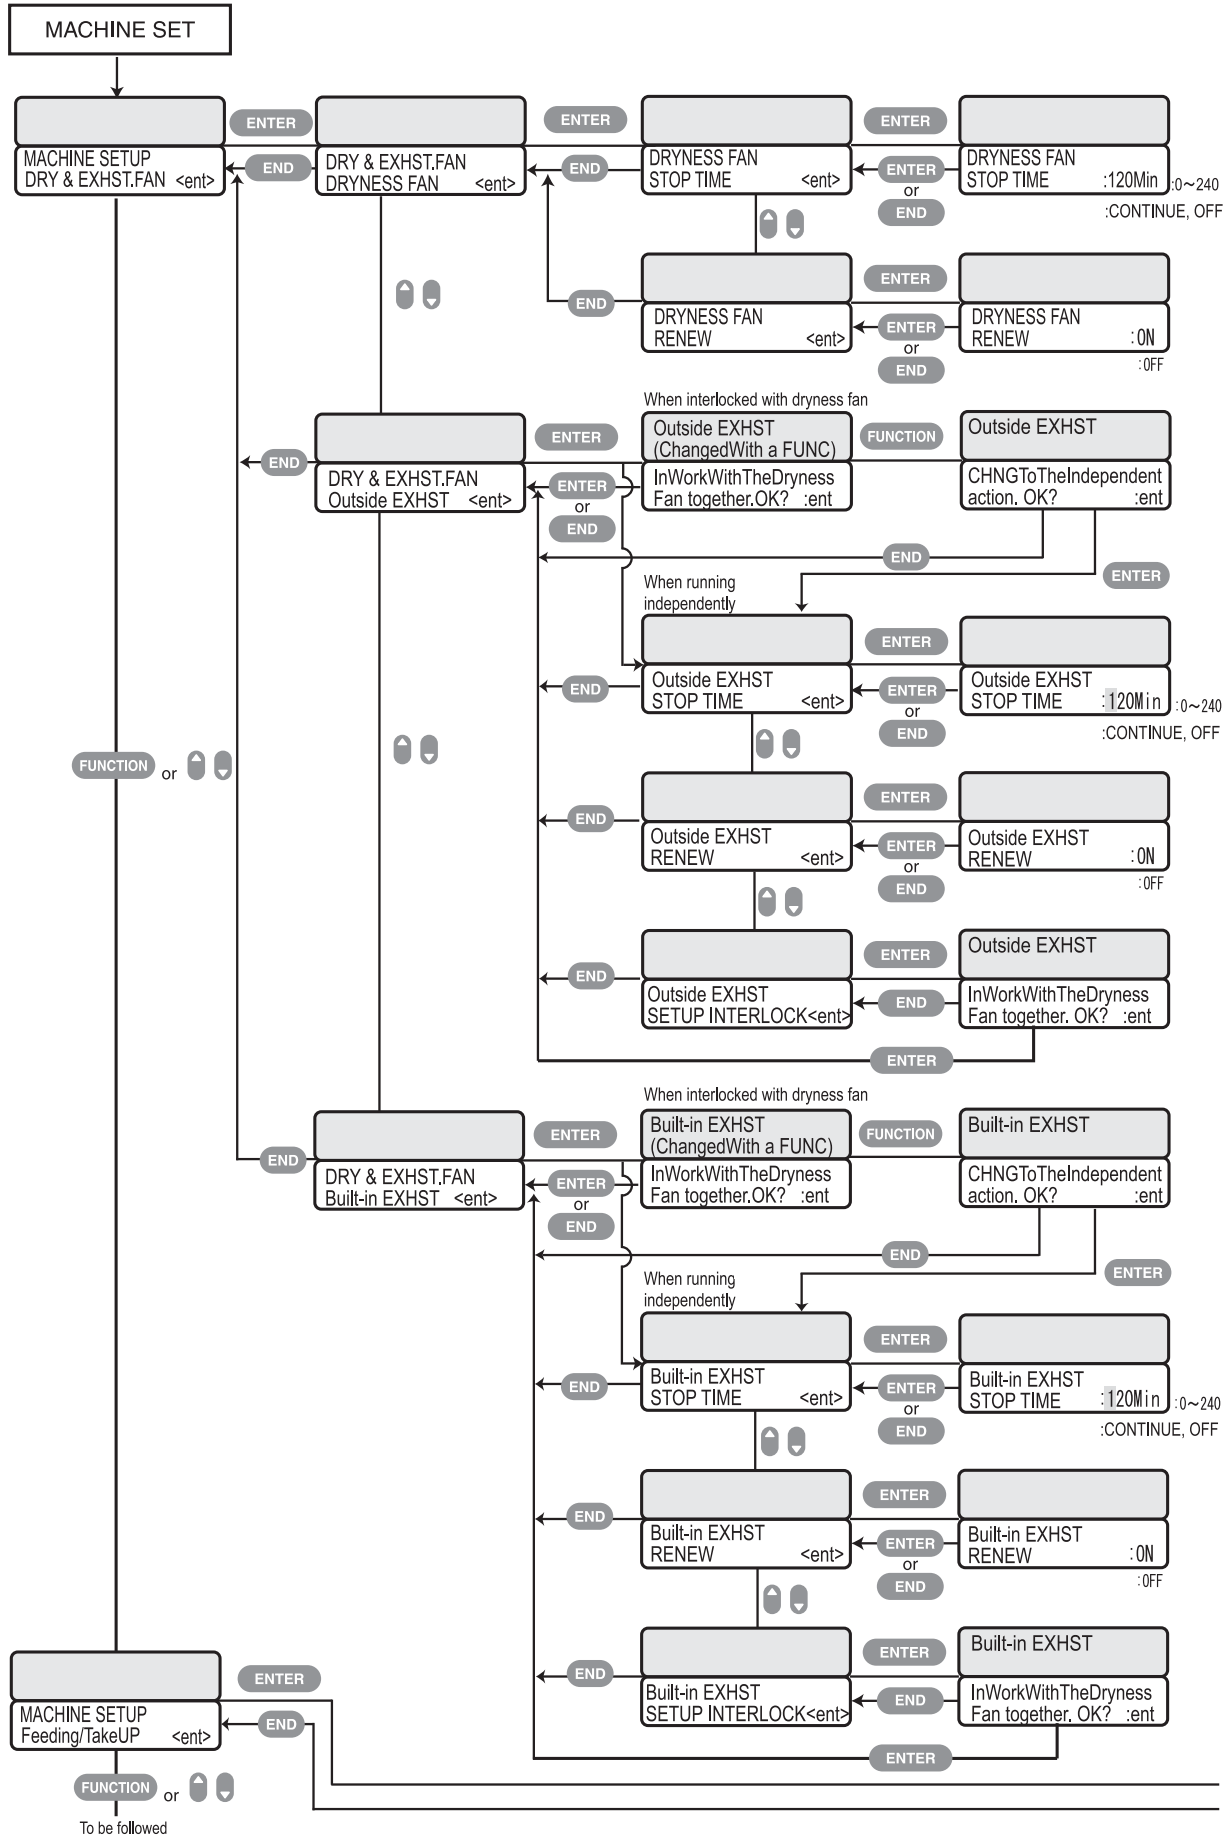 MACHINE SET
ENTER
ENTER
ENTER
MACHINE SETUP
DRY & EXHST.FAN <ent>
END
DRY & EXHST.FAN
DRYNESS FAN <ent>
END
DRYNESS FAN
STOP TIME <ent>
ENTER
or
END
DRYNESS FAN
STOP TIME :120Min
:0~240
:CONTINUE, OFF
ENTER
END
DRYNESS FAN
RENEW <ent>
ENTER
or
END
DRYNESS FAN
RENEW :ON
:OFF
When interlocked with dryness fan
END
DRY & EXHST.FAN
Outside EXHST <ent>
ENTER
ENTER
or
END
Outside EXHST
(ChangedWith a FUNC)
InWorkWithTheDryness
Fan together.OK? :ent
FUNCTION
Outside EXHST
CHNGToTheIndependent
action. OK? :ent
END
ENTER
When running
independently
ENTER
END
Outside EXHST
STOP TIME <ent>
ENTER
or
END
Outside EXHST
STOP TIME :120Min
:0~240
:CONTINUE, OFF
FUNCTION or
ENTER
END
Outside EXHST
RENEW <ent>
ENTER
or
END
Outside EXHST
RENEW :ON
:OFF
ENTER
Outside EXHST
END
Outside EXHST
SETUP INTERLOCK<ent>
END
InWorkWithTheDryness
Fan together. OK? :ent
ENTER
When interlocked with dryness fan
END
DRY & EXHST.FAN
Built-in EXHST <ent>
ENTER
ENTER
or
END
Built-in EXHST
(ChangedWith a FUNC)
InWorkWithTheDryness
Fan together.OK? :ent
FUNCTION
Built-in EXHST
CHNGToTheIndependent
action. OK? :ent
END
ENTER
When running
independently
ENTER
END
Built-in EXHST
STOP TIME <ent>
ENTER
or
END
Built-in EXHST
STOP TIME :120Min
:0~240
:CONTINUE, OFF
ENTER
END
Built-in EXHST
RENEW <ent>
ENTER
or
END
Built-in EXHST
RENEW :ON
:OFF
ENTER
Built-in EXHST
END
Built-in EXHST
SETUP INTERLOCK<ent>
END
InWorkWithTheDryness
Fan together. OK? :ent
ENTER
ENTER
MACHINE SETUP
Feeding/TakeUP <ent>
END
FUNCTION or
To be followed